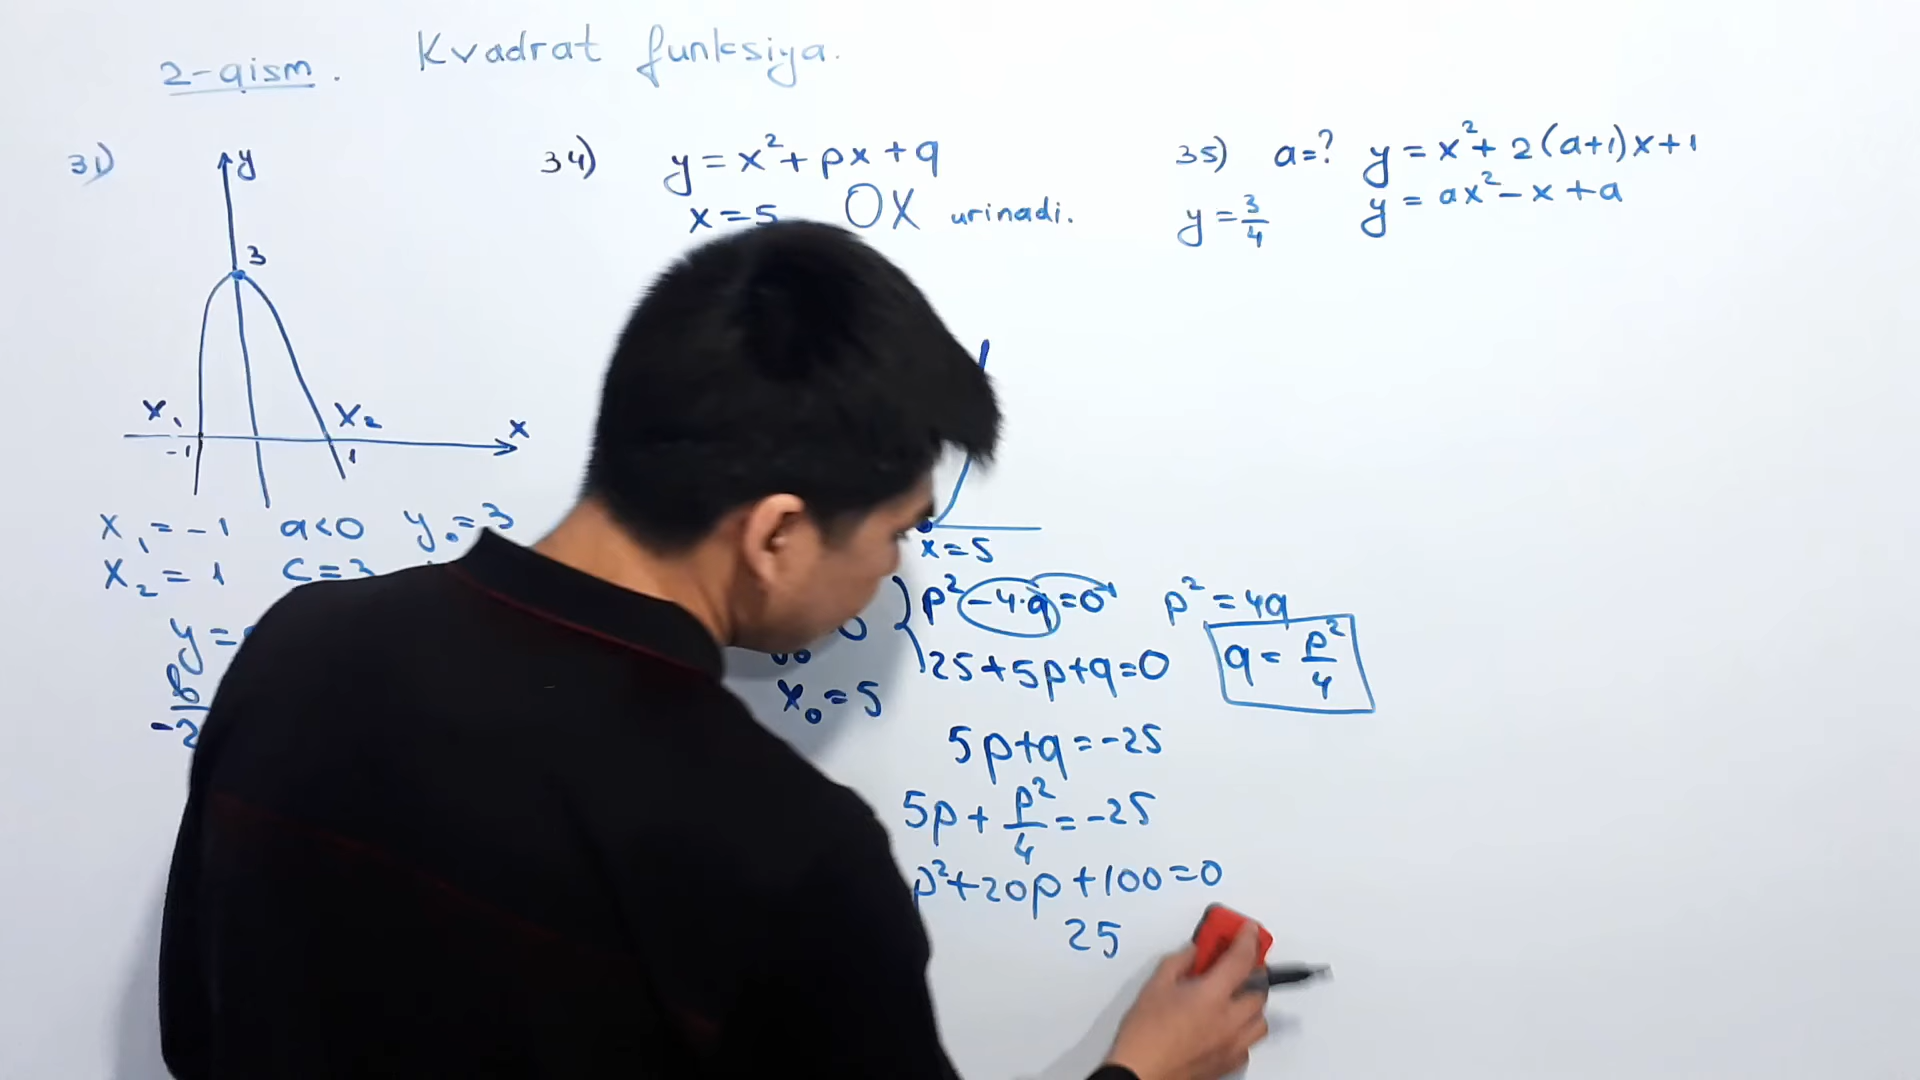 2-qism. Kvadrat funksiya.
31)
y
3
x₁
x₂
x
-1
1
x₁ = -1 a<0 y₀ = 3
x₂ = 1 c = 3
y =
b
-2
34) y = x² + px + q
x = 5 OX urinadi.
x = 5
x₀ = 5
p² - 4·q = 0 p² = 4q
25 + 5p + q = 0 q = p²/4
5p + q = -25
5p + p²/4 = -25
p² + 20p + 100 = 0
25
35) a = ? y = x² + 2(a+1)x + 1
y = 3/4 y = ax² - x + a